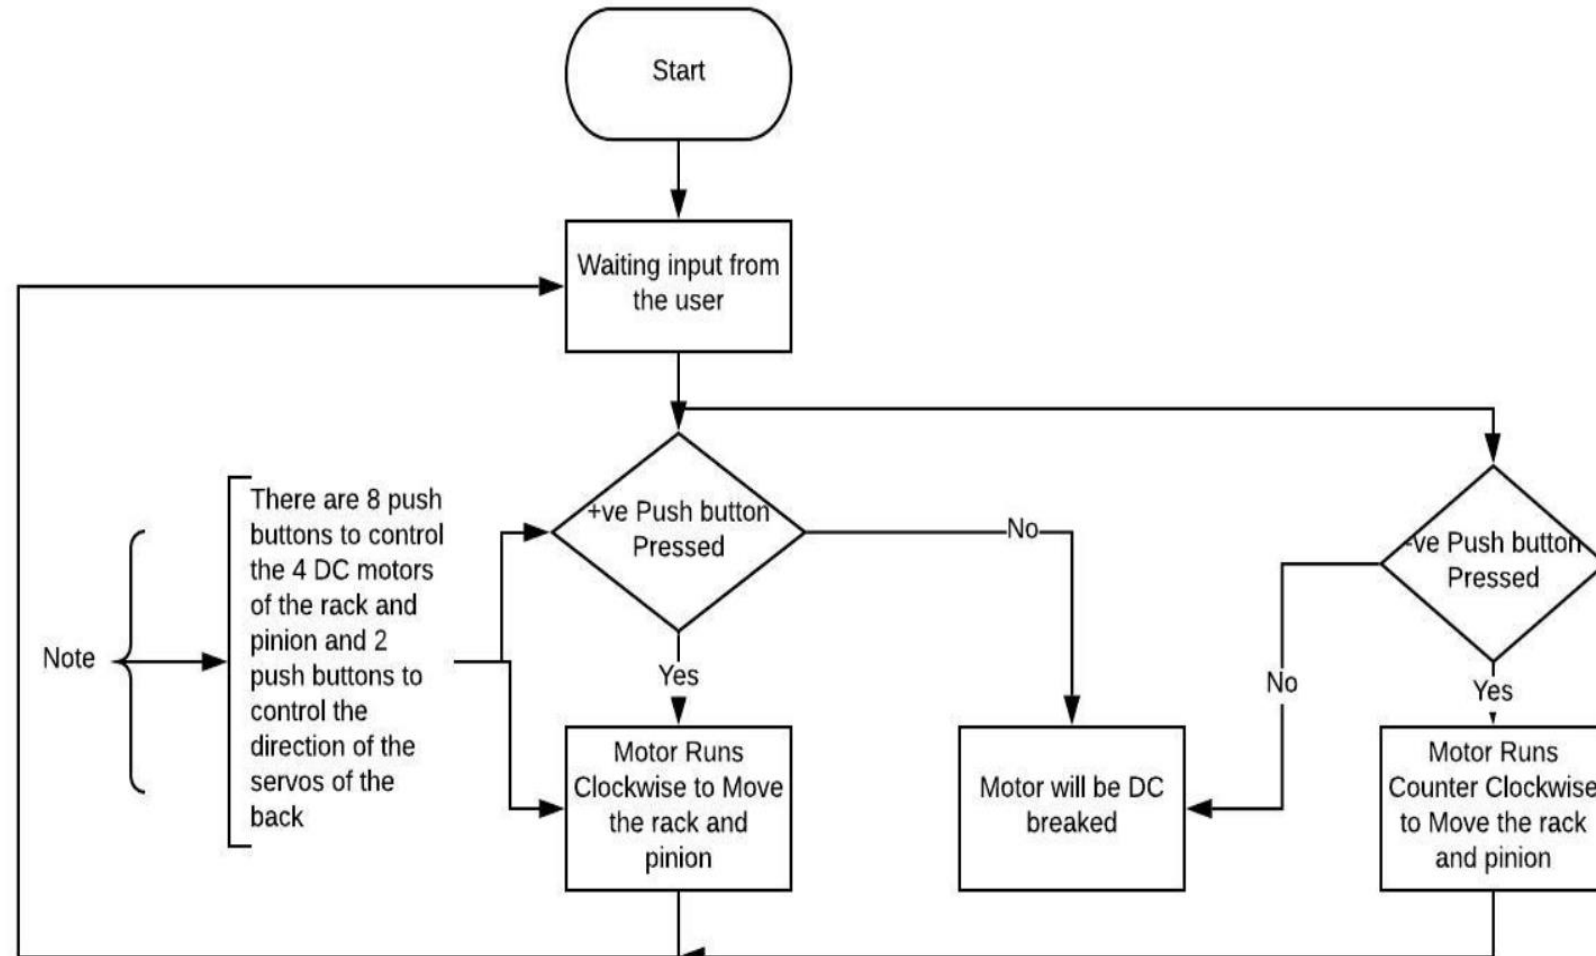 Start
Waiting input from
the user
+ve Push button
Pressed
No
Yes
-ve Push button
Pressed
No
Yes
Note
There are 8 push
buttons to control
the 4 DC motors
of the rack and
pinion and 2
push buttons to
control the
direction of the
servos of the
back
Motor Runs
Clockwise to Move
the rack and
pinion
Motor will be DC
breaked
Motor Runs
Counter Clockwise
to Move the rack
and pinion